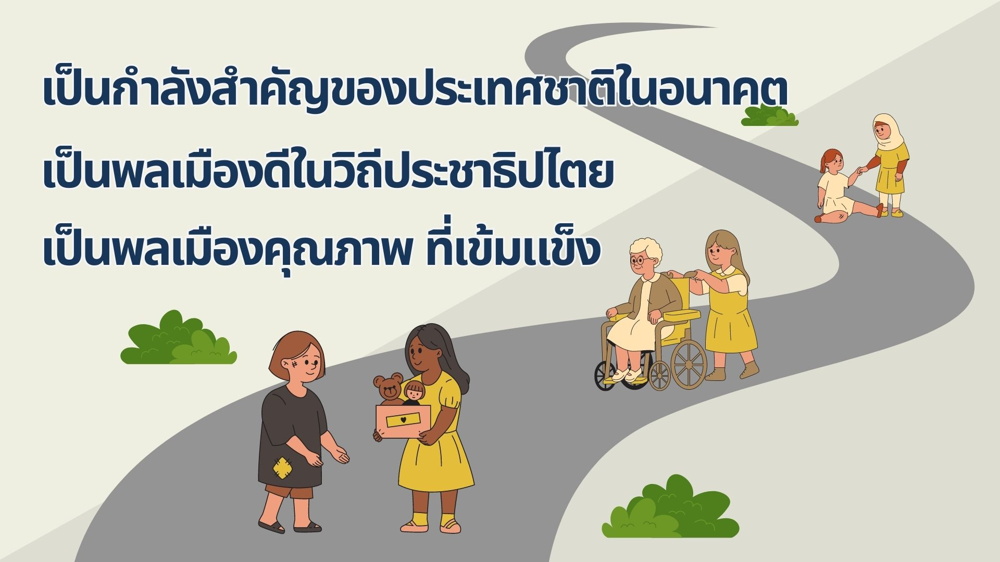 เป็นกำลังสำคัญของประเทศชาติในอนาคต
เป็นพลเมืองดีในวิถีประชาธิปไตย
เป็นพลเมืองคุณภาพ ที่เข้มแข็ง